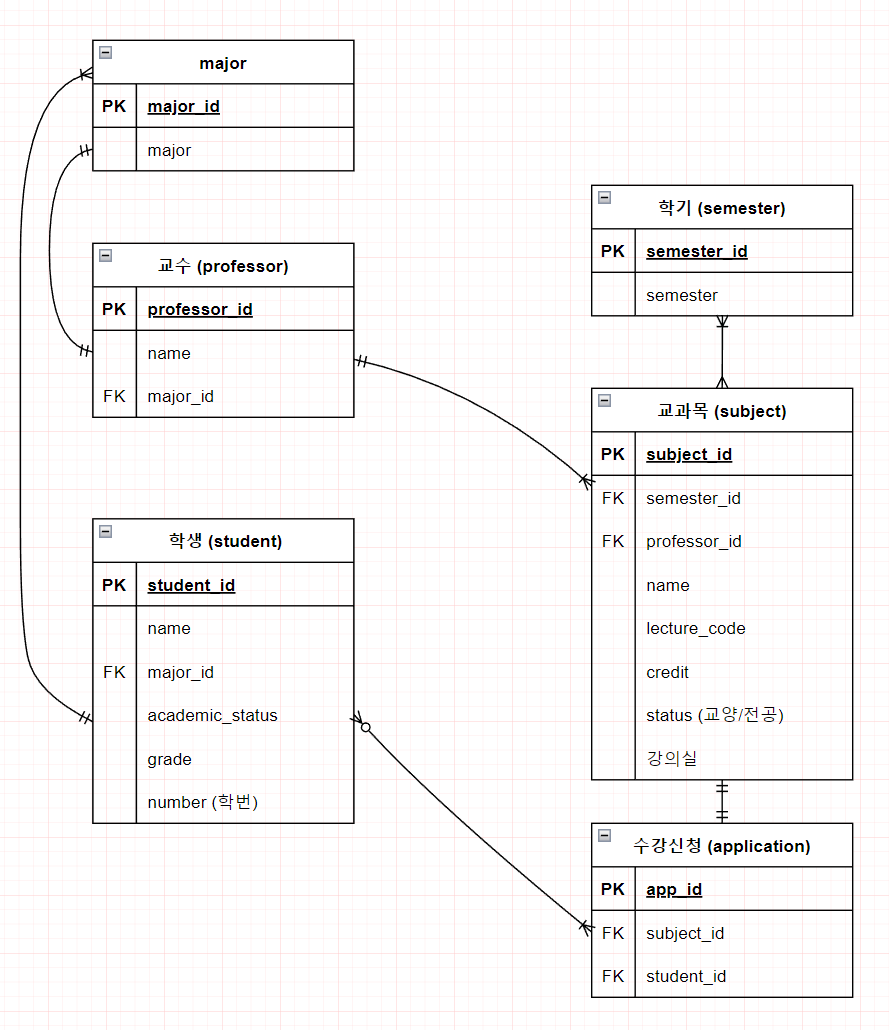 major
PK major_id
major
교수 (professor)
PK professor_id
name
FK major_id
학생 (student)
PK student_id
name
FK major_id
academic_status
grade
number (학번)
학기 (semester)
PK semester_id
semester
교과목 (subject)
PK subject_id
FK semester_id
FK professor_id
name
lecture_code
credit
status (교양/전공)
강의실
수강신청 (application)
PK app_id
FK subject_id
FK student_id